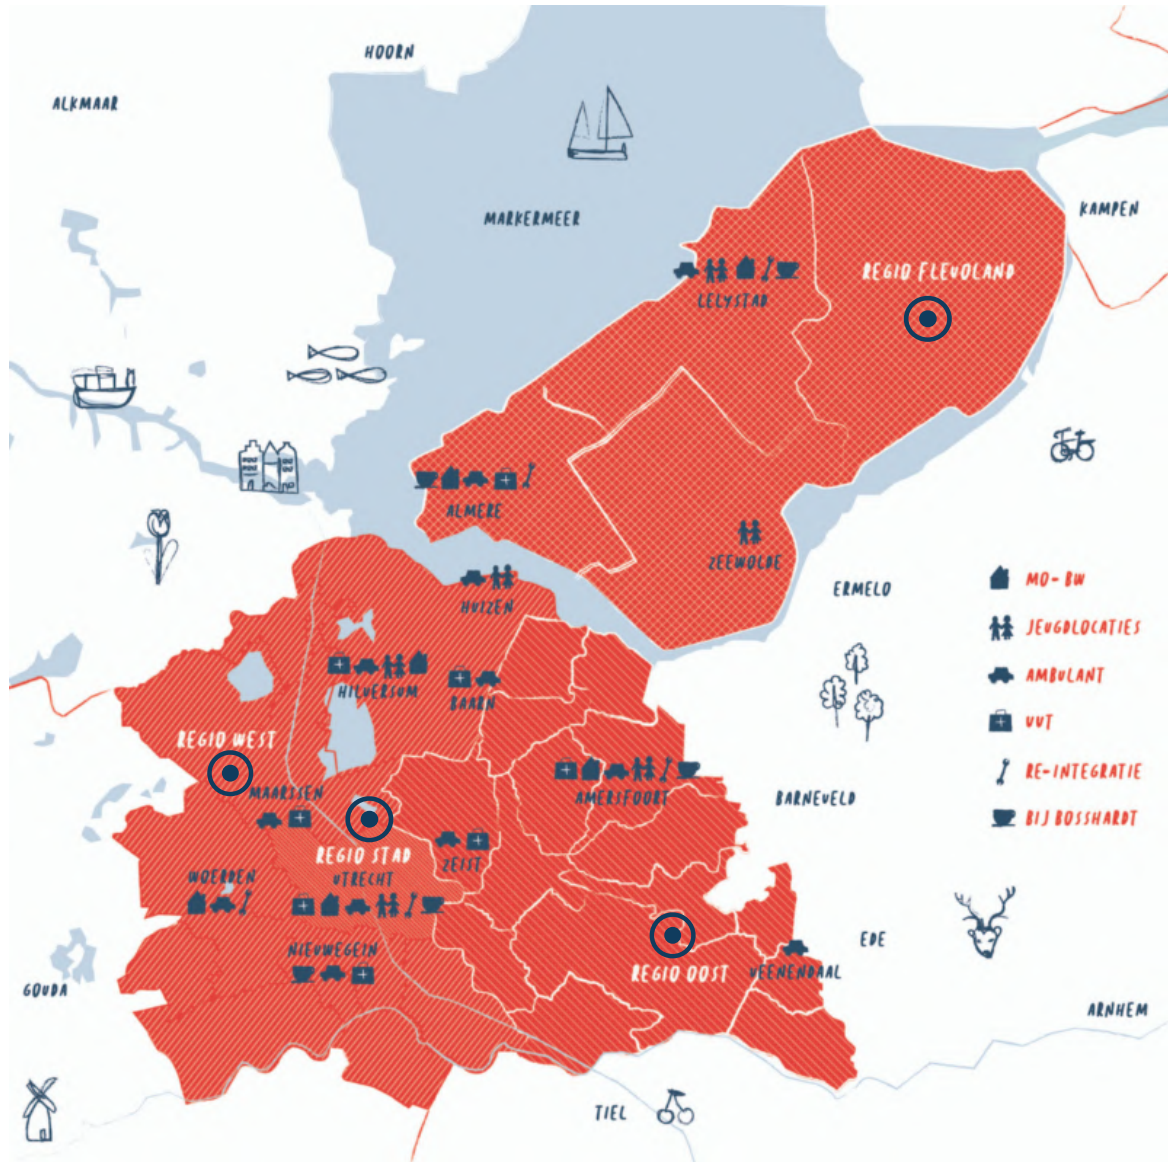 HOORN
ALKMAAR
MARKERMEER
KAMPEN
REGIO FLEVOLAND
LELYSTAD
ALMERE
ZEEWOLDE
ERMELO
HUIZEN
HILVERSUM
BAARN
REGIO WEST
MAARSSEN
AMERSFOORT
BARNEVELD
REGIO STAD
UTRECHT
ZEIST
WOERDEN
NIEUWEGEIN
REGIO OOST
VEENENDAAL
EDE
GOUDA
ARNHEM
TIEL
MO-BW
JEUGDLOCATIES
AMBULANT
VVT
RE-INTEGRATIE
BIJ BOSSHARDT